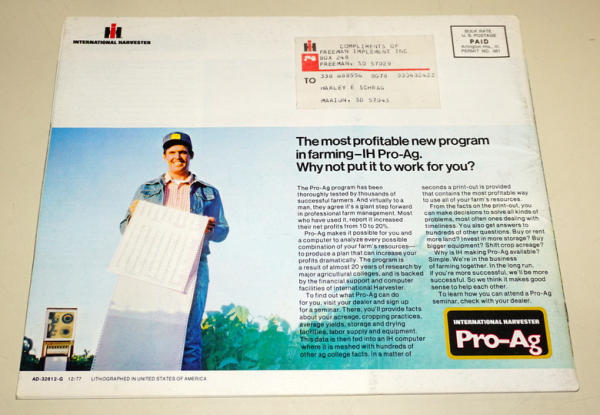 IH
INTERNATIONAL HARVESTER
COMPLIMENTS OF
FREEMAN IMPLEMENT INC
BOX 248
FREEMAN, SD 57029
TO
HARLEY E SCHRAG
MARION, SD 57043
BULK RATE
U.S. POSTAGE
PAID
Arlington Hts., Ill.
PERMIT NO. 061
The most profitable new program
in farming—IH Pro-Ag.
Why not put it to work for you?
The Pro-Ag program has been
thoroughly tested by thousands of
successful farmers. And virtually to a
man, they agree it's a giant step forward
in professional farm management. Most
who have used it, report it increased
their net profits from 10 to 20%.
Pro-Ag makes it possible for you and
a computer to analyze every possible
combination of your farm's resources—
to produce a plan that can increase your
profits dramatically. The program is
a result of almost 20 years of research by
major agricultural colleges, and is backed
by the financial support and computer
facilities of International Harvester.
To find out what Pro-Ag can do
for you, visit your dealer and sign up
for a seminar. There, you'll provide facts
about your acreage, cropping practices,
average yields, storage and drying
facilities, labor supply and equipment.
This data is then fed into an IH computer
where it is meshed with hundreds of
other ag college facts. In a matter of
seconds a print-out is provided
that contains the most profitable way
to use all of your farm's resources.
From the facts on the print-out, you
can make decisions to solve all kinds of
problems, most often ones dealing with
timeliness. You also get answers to
hundreds of other questions. Buy or rent
more land? Invest in more storage? Buy
bigger equipment? Shift crop acreage?
Why is IH making Pro-Ag available?
Simple. We're in the business
of farming together. In the long run,
if you're more successful, we'll be more
successful. So we think it makes good
sense to help each other.
To learn how you can attend a Pro-Ag
seminar, check with your dealer.
INTERNATIONAL HARVESTER
Pro-Ag
AD-32812-G 12-77 LITHOGRAPHED IN UNITED STATES OF AMERICA